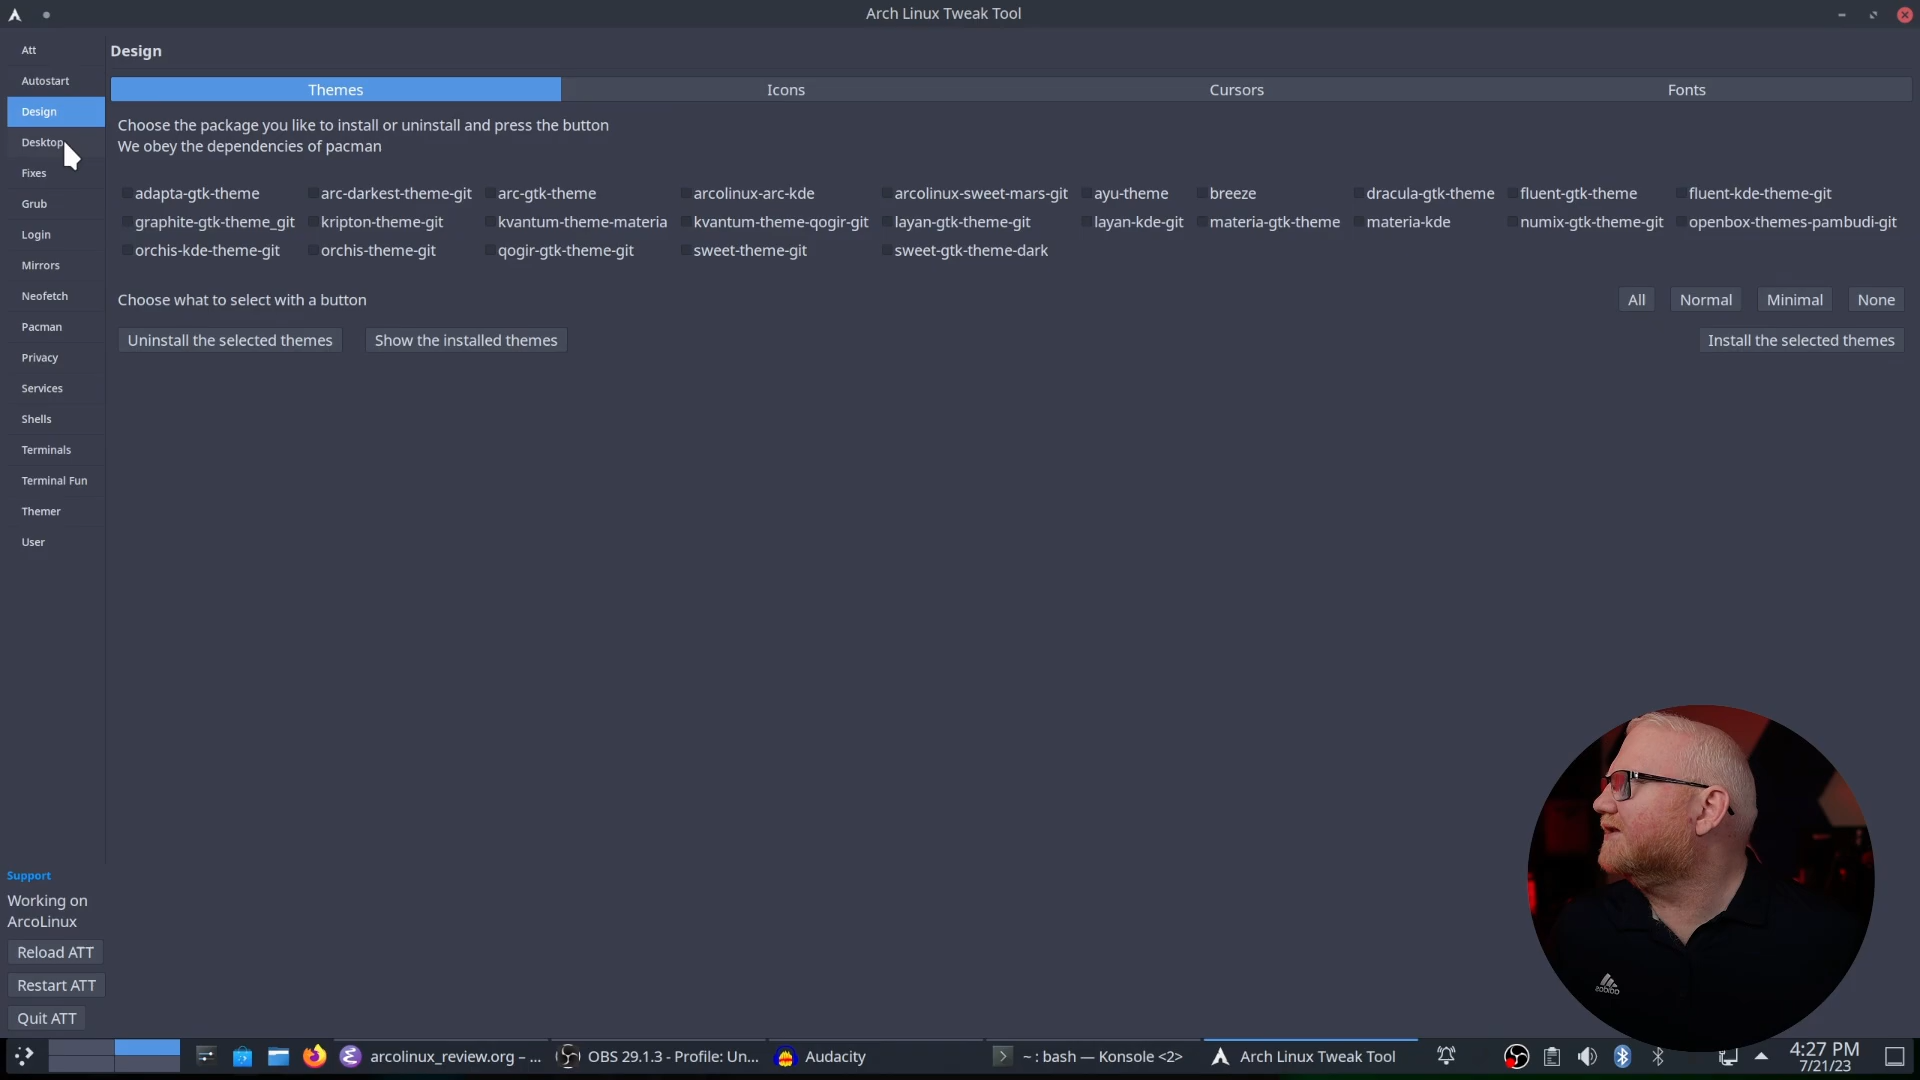 Arch Linux Tweak Tool
Att
Autostart
Design
Desktop
Fixes
Grub
Login
Mirrors
Neofetch
Pacman
Privacy
Services
Shells
Terminals
Terminal Fun
Themer
User
Support
Working on
ArcoLinux
Reload ATT
Restart ATT
Quit ATT
Design
Themes Icons Cursors Fonts
Choose the package you like to install or uninstall and press the button
We obey the dependencies of pacman
adapta-gtk-theme arc-darkest-theme-git arc-gtk-theme arcolinux-arc-kde arcolinux-sweet-mars-git ayu-theme breeze dracula-gtk-theme fluent-gtk-theme fluent-kde-theme-git
graphite-gtk-theme_git kripton-theme-git kvantum-theme-materia kvantum-theme-qogir-git layan-gtk-theme-git layan-kde-git materia-gtk-theme materia-kde numix-gtk-theme-git openbox-themes-pambudi-git
orchis-kde-theme-git orchis-theme-git qogir-gtk-theme-git sweet-theme-git sweet-gtk-theme-dark
Choose what to select with a button All Normal Minimal None
Uninstall the selected themes Show the installed themes Install the selected themes
adidas
arcolinux_review.org – ... OBS 29.1.3 - Profile: Un... Audacity ~ : bash — Konsole <2> Arch Linux Tweak Tool 4:27 PM
7/21/23